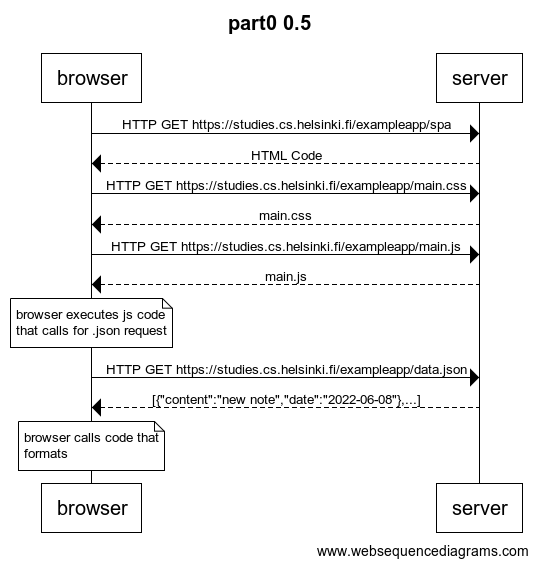 part0 0.5
browser
server
HTTP GET https://studies.cs.helsinki.fi/exampleapp/spa
HTML Code
HTTP GET https://studies.cs.helsinki.fi/exampleapp/main.css
main.css
HTTP GET https://studies.cs.helsinki.fi/exampleapp/main.js
main.js
browser executes js code
that calls for .json request
HTTP GET https://studies.cs.helsinki.fi/exampleapp/data.json
[{"content":"new note","date":"2022-06-08"},...]
browser calls code that
formats
browser
server
www.websequencediagrams.com